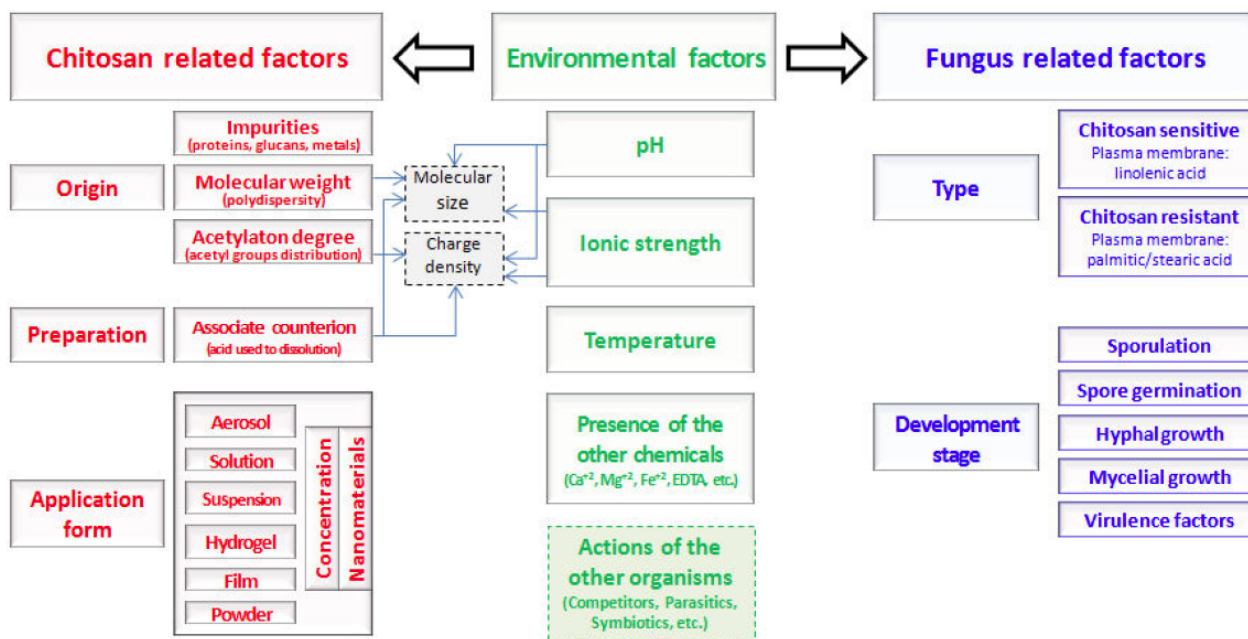 Chitosan related factors
Environmental factors
Fungus related factors
Impurities
(proteins, glucans, metals)
Origin
Molecular weight
(polydispersity)
Acetylaton degree
(acetyl groups distribution)
Preparation
Associate counterion
(acid used to dissolution)
Application
form
Aerosol
Solution
Suspension
Hydrogel
Film
Powder
Concentration
Nanomaterials
Molecular
size
Charge
density
pH
Ionic strength
Temperature
Presence of the
other chemicals
(Ca⁺², Mg⁺², Fe⁺², EDTA, etc.)
Actions of the
other organisms
(Competitors, Parasitics,
Symbiotics, etc.)
Type
Chitosan sensitive
Plasma membrane:
linolenic acid
Chitosan resistant
Plasma membrane:
palmitic/stearic acid
Development
stage
Sporulation
Spore germination
Hyphal growth
Mycelial growth
Virulence factors